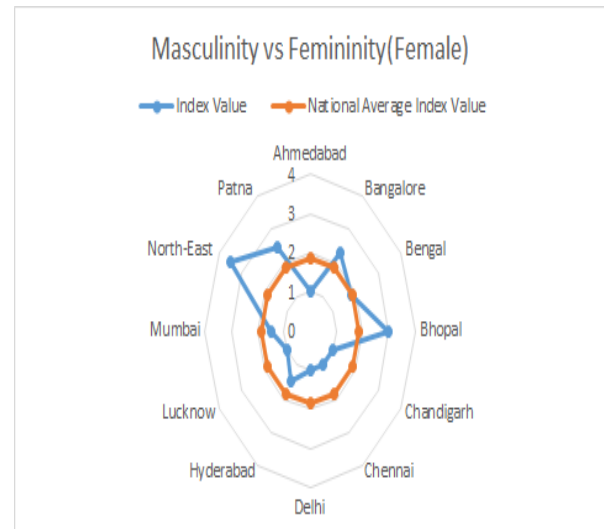 Masculinity vs Femininity(Female)
Index Value National Average Index Value
Ahmedabad
4
Patna Bangalore
3
North-East Bengal
2
1
Mumbai 0 Bhopal
Lucknow Chandigarh
Hyderabad Chennai
Delhi